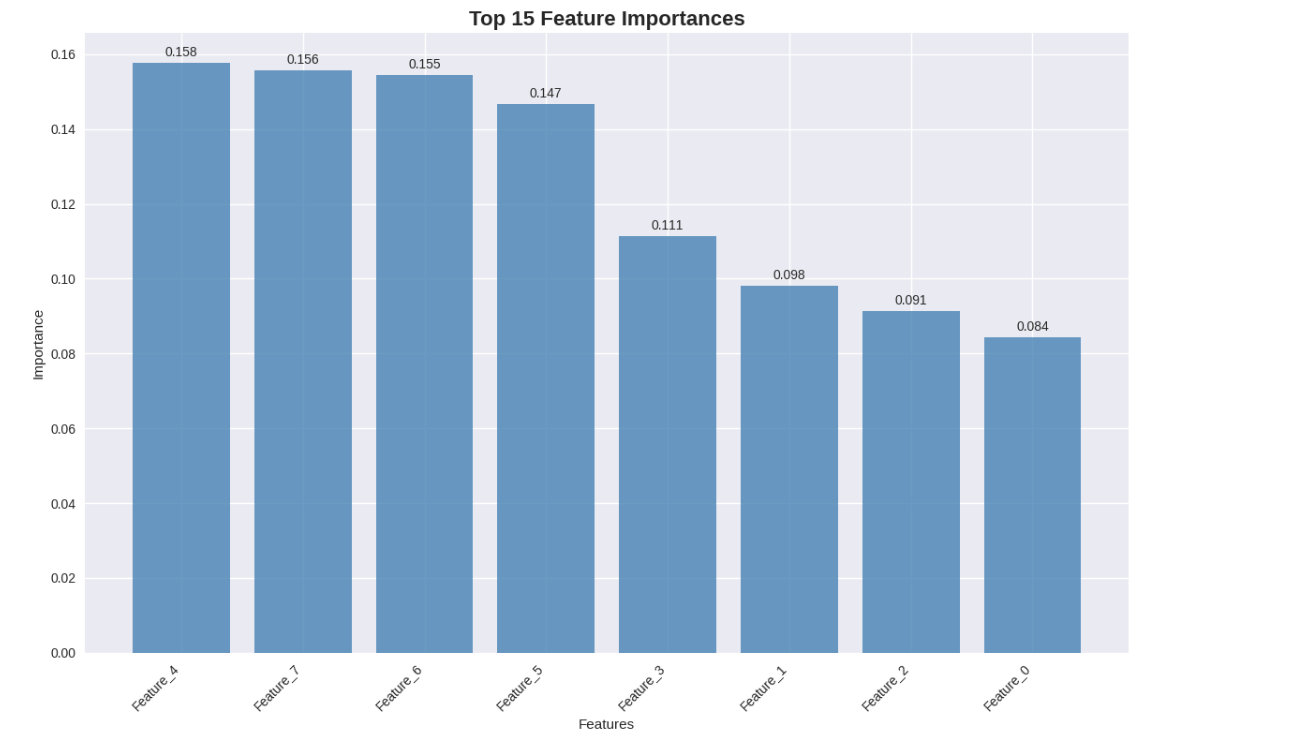 Top 15 Feature Importances
0.16
0.14
0.12
0.10
0.08
0.06
0.04
0.02
0.00
Importance
0.158
0.156
0.155
0.147
0.111
0.098
0.091
0.084
Feature_4
Feature_7
Feature_6
Feature_5
Feature_3
Feature_1
Feature_2
Feature_0
Features